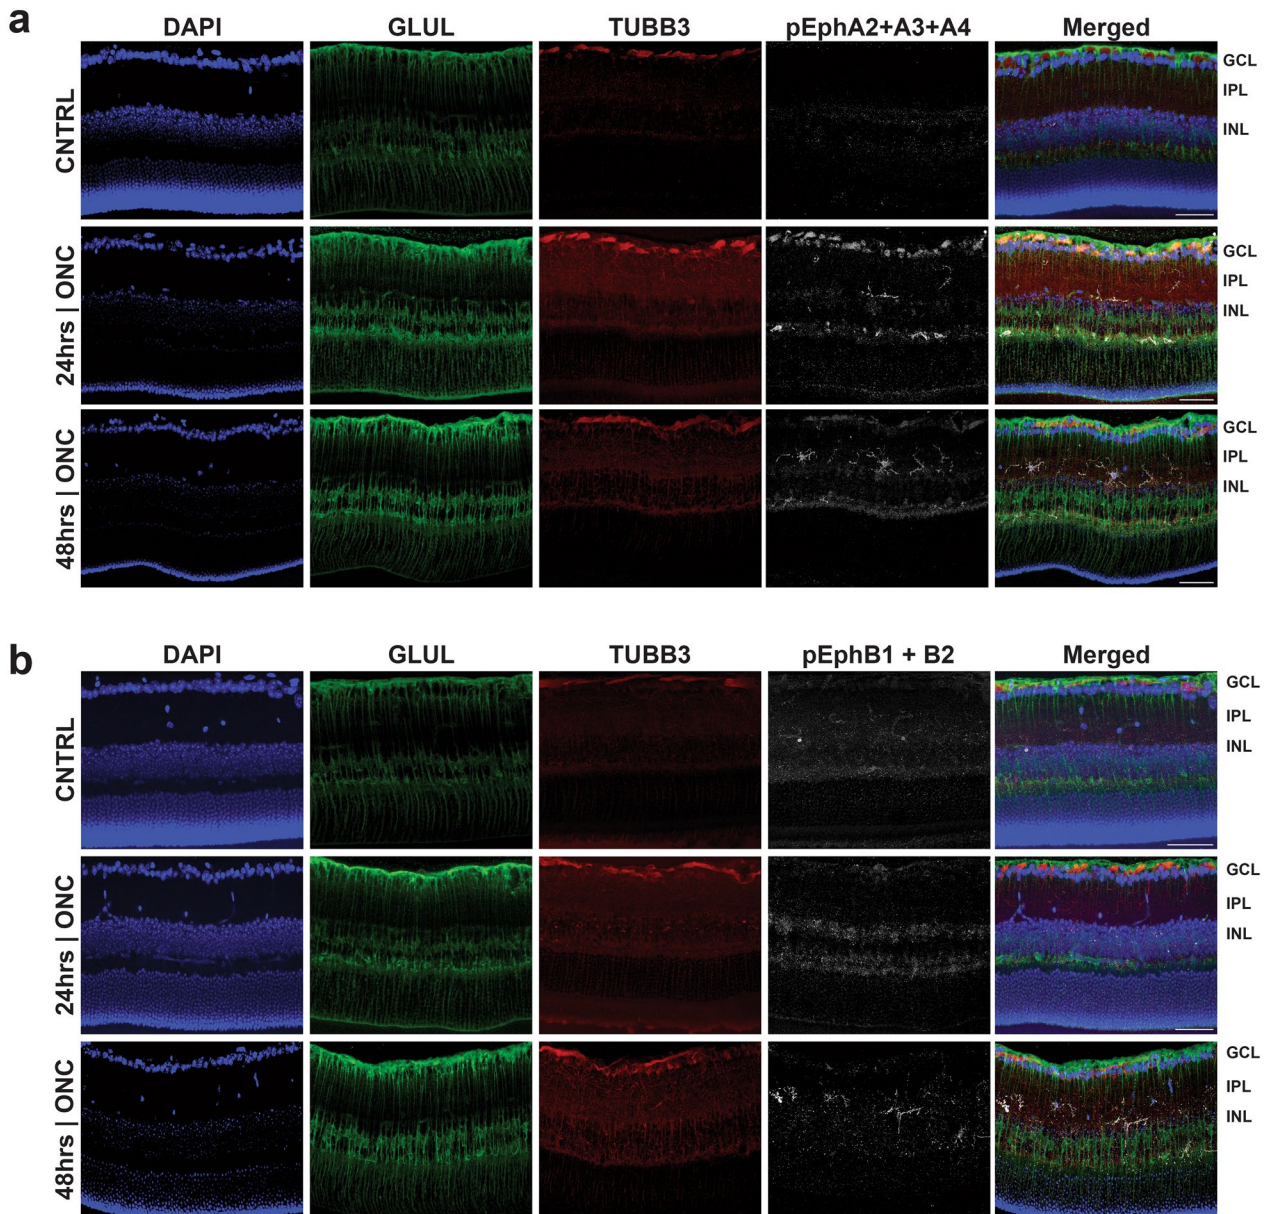 a
DAPI GLUL TUBB3 pEphA2+A3+A4 Merged
CNTRL
GCL
IPL
INL
24hrs | ONC
GCL
IPL
INL
48hrs | ONC
GCL
IPL
INL
b
DAPI GLUL TUBB3 pEphB1 + B2 Merged
CNTRL
GCL
IPL
INL
24hrs | ONC
GCL
IPL
INL
48hrs | ONC
GCL
IPL
INL